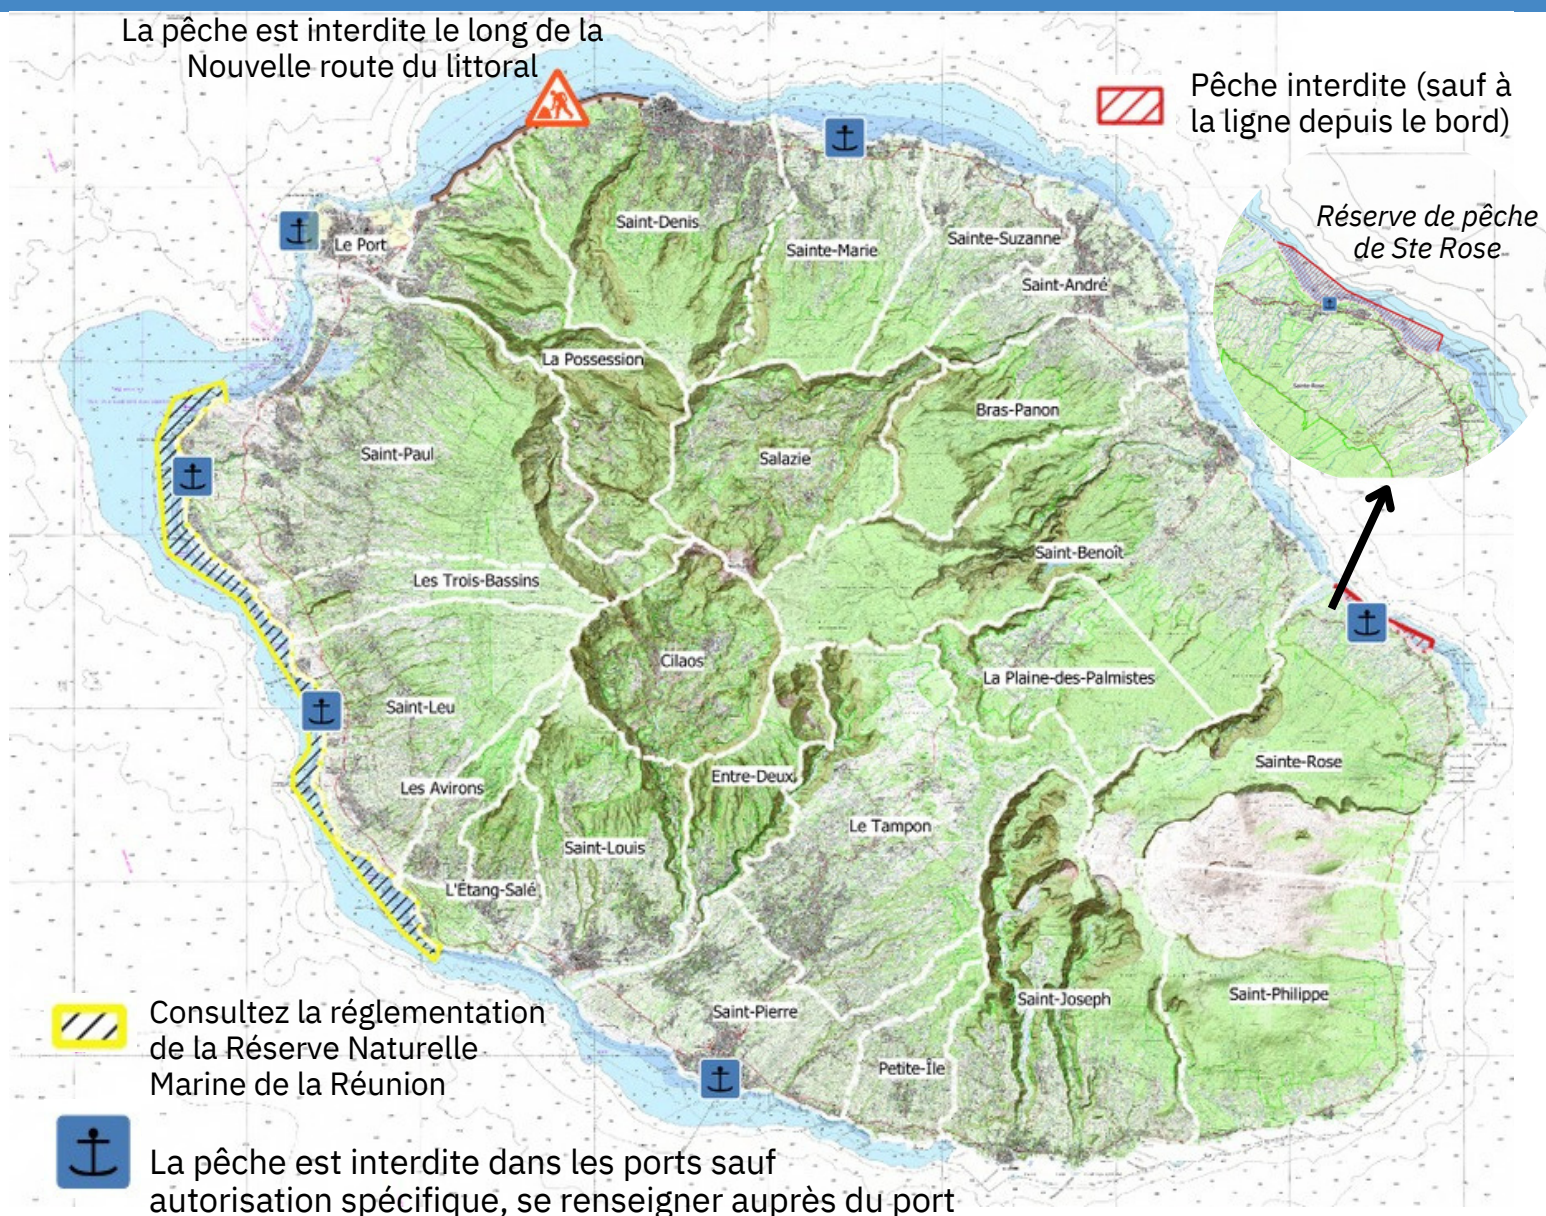 La pêche est interdite le long de la
Nouvelle route du littoral
Pêche interdite (sauf à
la ligne depuis le bord)
Réserve de pêche
de Ste Rose
Sainte-Rose
Saint-Denis
Le Port
Sainte-Marie
Sainte-Suzanne
Saint-André
La Possession
Bras-Panon
Saint-Paul
Salazie
Saint-Benoît
Les Trois-Bassins
Cilaos
La Plaine-des-Palmistes
Saint-Leu
Sainte-Rose
Entre-Deux
Les Avirons
Le Tampon
Saint-Louis
L'Étang-Salé
Saint-Philippe
Saint-Joseph
Saint-Pierre
Petite-Île
Consultez la réglementation
de la Réserve Naturelle
Marine de la Réunion
La pêche est interdite dans les ports sauf
autorisation spécifique, se renseigner auprès du port